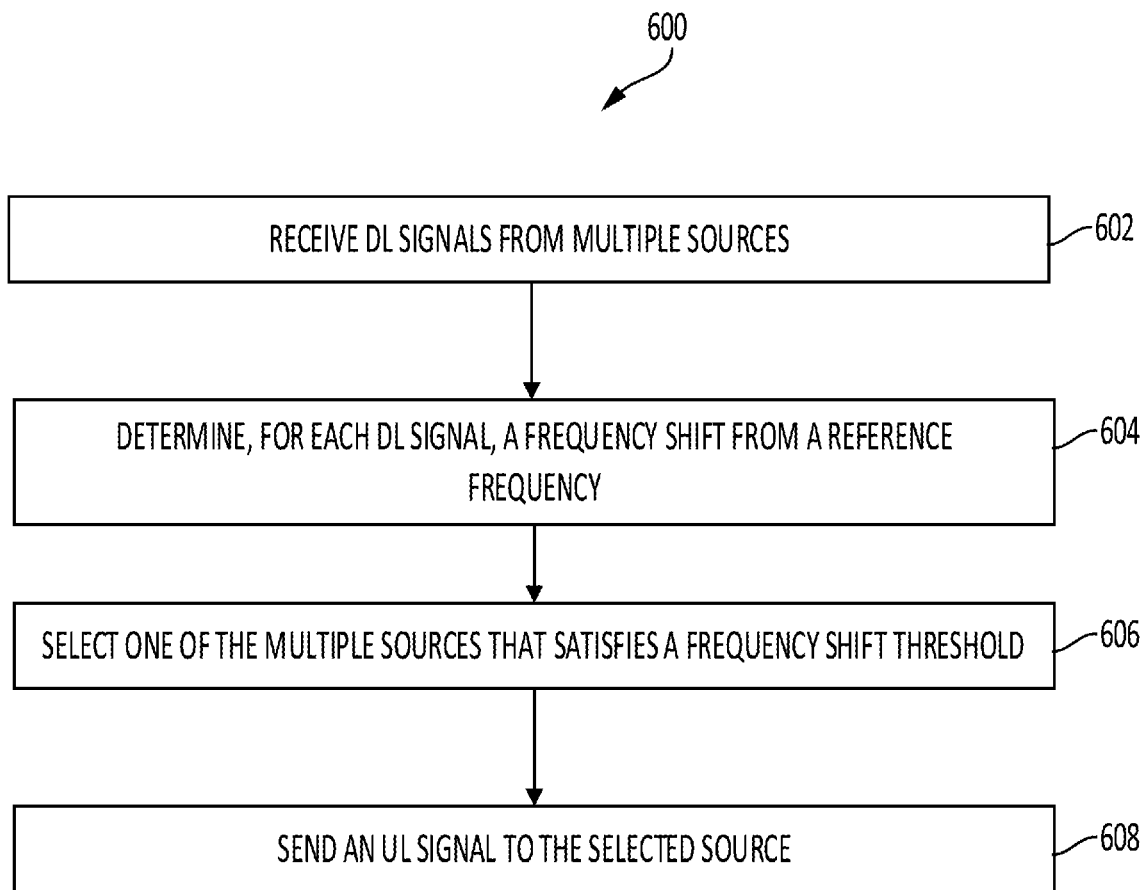 600
RECEIVE DL SIGNALS FROM MULTIPLE SOURCES
602
DETERMINE, FOR EACH DL SIGNAL, A FREQUENCY SHIFT FROM A REFERENCE
FREQUENCY
604
SELECT ONE OF THE MULTIPLE SOURCES THAT SATISFIES A FREQUENCY SHIFT THRESHOLD
606
SEND AN UL SIGNAL TO THE SELECTED SOURCE
608